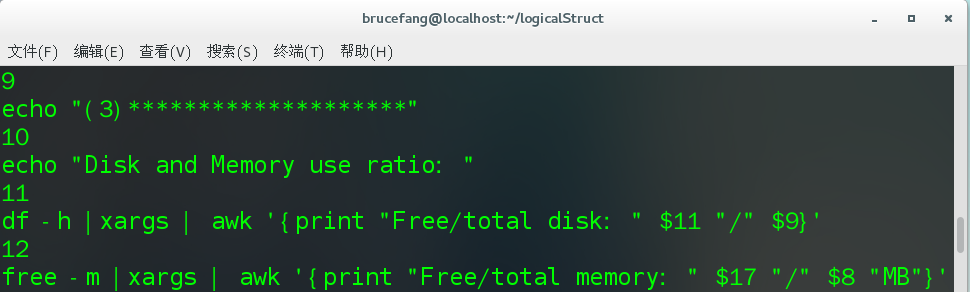 brucefang@localhost:~/logicalStruct
文件(F) 编辑(E) 查看(V) 搜索(S) 终端(T) 帮助(H)
9
echo "(3)********************"
10
echo "Disk and Memory use ratio: "
11
df -h | xargs | awk '{print "Free/total disk: " $11 "/" $9}'
12
free -m | xargs | awk '{print "Free/total memory: " $17 "/" $8 "MB"}'